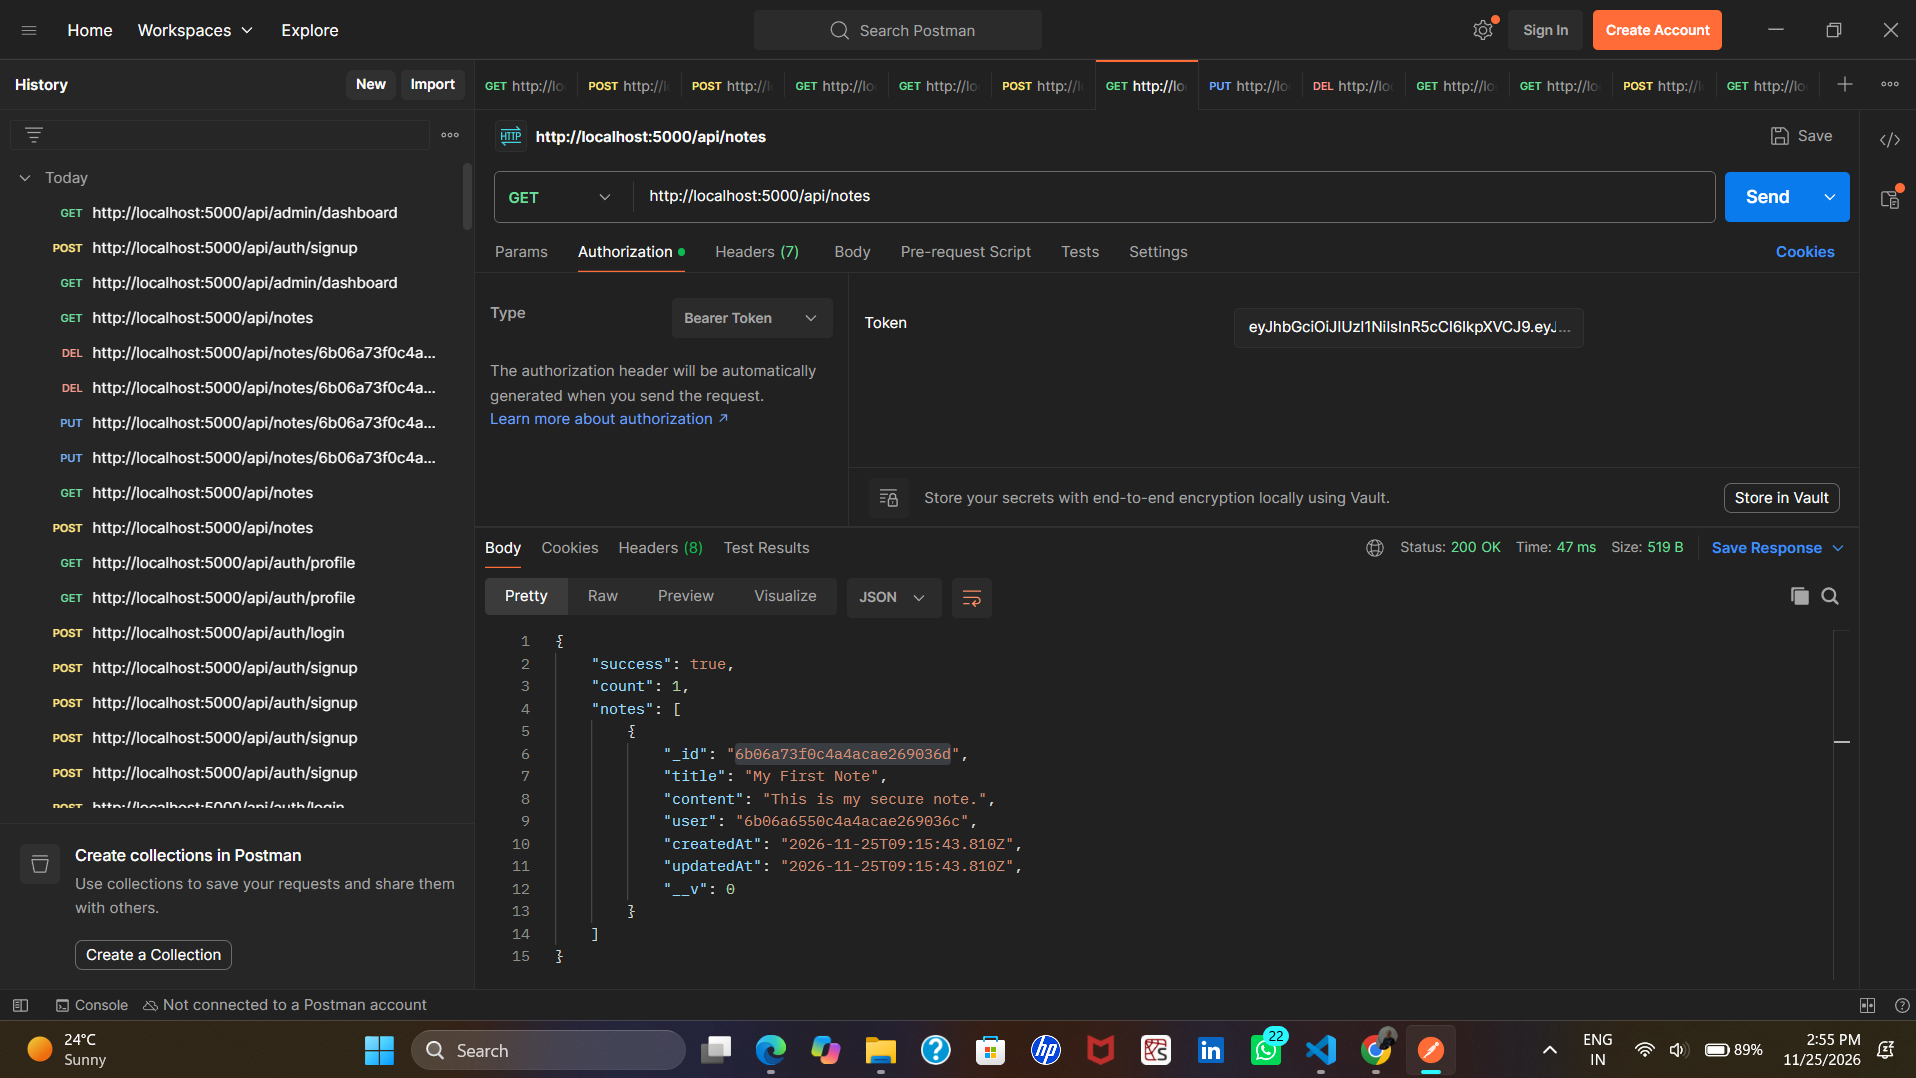 Home Workspaces Explore
Search Postman
Sign In Create Account
History New Import
GET http://lo POST http://l POST http://l GET http://lo GET http://lo POST http://l GET http://lo PUT http://lo DEL http://lo GET http://lo GET http://lo POST http://l GET http://lo
HTTP http://localhost:5000/api/notes Save
GET http://localhost:5000/api/notes Send
Params Authorization Headers (7) Body Pre-request Script Tests Settings Cookies
Today
GET http://localhost:5000/api/admin/dashboard
POST http://localhost:5000/api/auth/signup
GET http://localhost:5000/api/admin/dashboard
GET http://localhost:5000/api/notes
DEL http://localhost:5000/api/notes/6b06a73f0c4a...
DEL http://localhost:5000/api/notes/6b06a73f0c4a...
PUT http://localhost:5000/api/notes/6b06a73f0c4a...
PUT http://localhost:5000/api/notes/6b06a73f0c4a...
GET http://localhost:5000/api/notes
POST http://localhost:5000/api/notes
GET http://localhost:5000/api/auth/profile
GET http://localhost:5000/api/auth/profile
POST http://localhost:5000/api/auth/login
POST http://localhost:5000/api/auth/signup
POST http://localhost:5000/api/auth/signup
POST http://localhost:5000/api/auth/signup
POST http://localhost:5000/api/auth/signup
POST http://localhost:5000/api/auth/login
Create collections in Postman
Use collections to save your requests and share them
with others.
Create a Collection
Type Bearer Token
The authorization header will be automatically
generated when you send the request.
Learn more about authorization ↗
Token eyJhbGciOiJIUzI1NiIsInR5cCI6IkpXVCJ9.eyJ...
Store your secrets with end-to-end encryption locally using Vault. Store in Vault
Body Cookies Headers (8) Test Results Status: 200 OK Time: 47 ms Size: 519 B Save Response
Pretty Raw Preview Visualize JSON
1 {
2 "success": true,
3 "count": 1,
4 "notes": [
5 {
6 "_id": "6b06a73f0c4a4acae269036d",
7 "title": "My First Note",
8 "content": "This is my secure note.",
9 "user": "6b06a6550c4a4acae269036c",
10 "createdAt": "2026-11-25T09:15:43.810Z",
11 "updatedAt": "2026-11-25T09:15:43.810Z",
12 "__v": 0
13 }
14 ]
15 }
Console Not connected to a Postman account
24°C
Sunny
Search
22
ENG
IN
89%
2:55 PM
11/25/2026